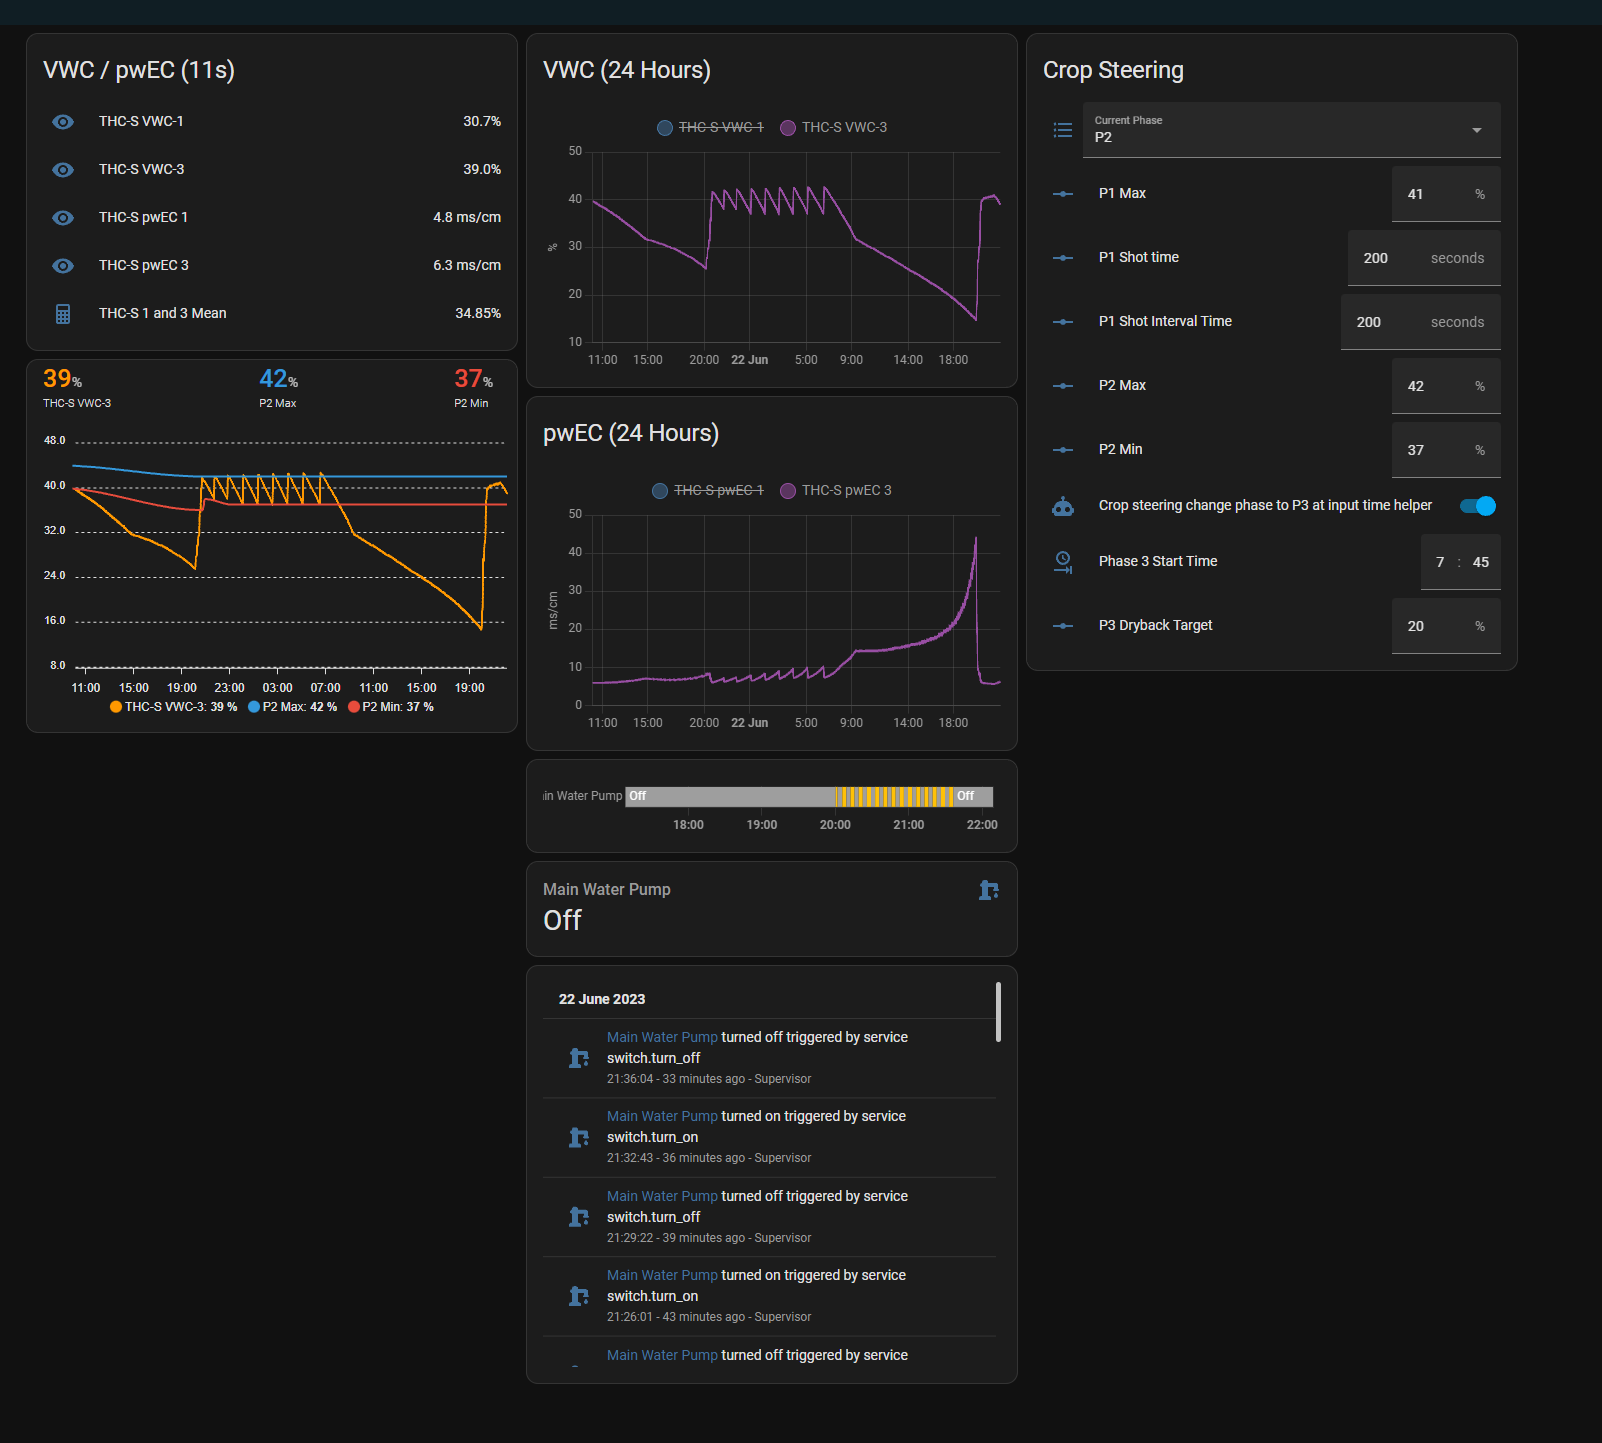 VWC / pwEC (11s)
THC-S VWC-1 30.7%
THC-S VWC-3 39.0%
THC-S pwEC 1 4.8 ms/cm
THC-S pwEC 3 6.3 ms/cm
THC-S 1 and 3 Mean 34.85%
39% 42% 37%
THC-S VWC-3 P2 Max P2 Min
48.0
40.0
32.0
24.0
16.0
8.0
11:00 15:00 19:00 23:00 03:00 07:00 11:00 15:00 19:00
THC-S VWC-3: 39 % P2 Max: 42 % P2 Min: 37 %
VWC (24 Hours)
THC-S VWC-1 THC-S VWC-3
50
40
%
30
20
10
11:00 15:00 20:00 22 Jun 5:00 9:00 14:00 18:00
pwEC (24 Hours)
THC-S pwEC 1 THC-S pwEC 3
50
40
30
ms/cm
20
10
0
11:00 15:00 20:00 22 Jun 5:00 9:00 14:00 18:00
in Water Pump Off Off
18:00 19:00 20:00 21:00 22:00
Main Water Pump
Off
22 June 2023
Main Water Pump turned off triggered by service
switch.turn_off
21:36:04 - 33 minutes ago - Supervisor
Main Water Pump turned on triggered by service
switch.turn_on
21:32:43 - 36 minutes ago - Supervisor
Main Water Pump turned off triggered by service
switch.turn_off
21:29:22 - 39 minutes ago - Supervisor
Main Water Pump turned on triggered by service
switch.turn_on
21:26:01 - 43 minutes ago - Supervisor
Main Water Pump turned off triggered by service
Crop Steering
Current Phase
P2
P1 Max 41 %
P1 Shot time 200 seconds
P1 Shot Interval Time 200 seconds
P2 Max 42 %
P2 Min 37 %
Crop steering change phase to P3 at input time helper
Phase 3 Start Time 7 : 45
P3 Dryback Target 20 %